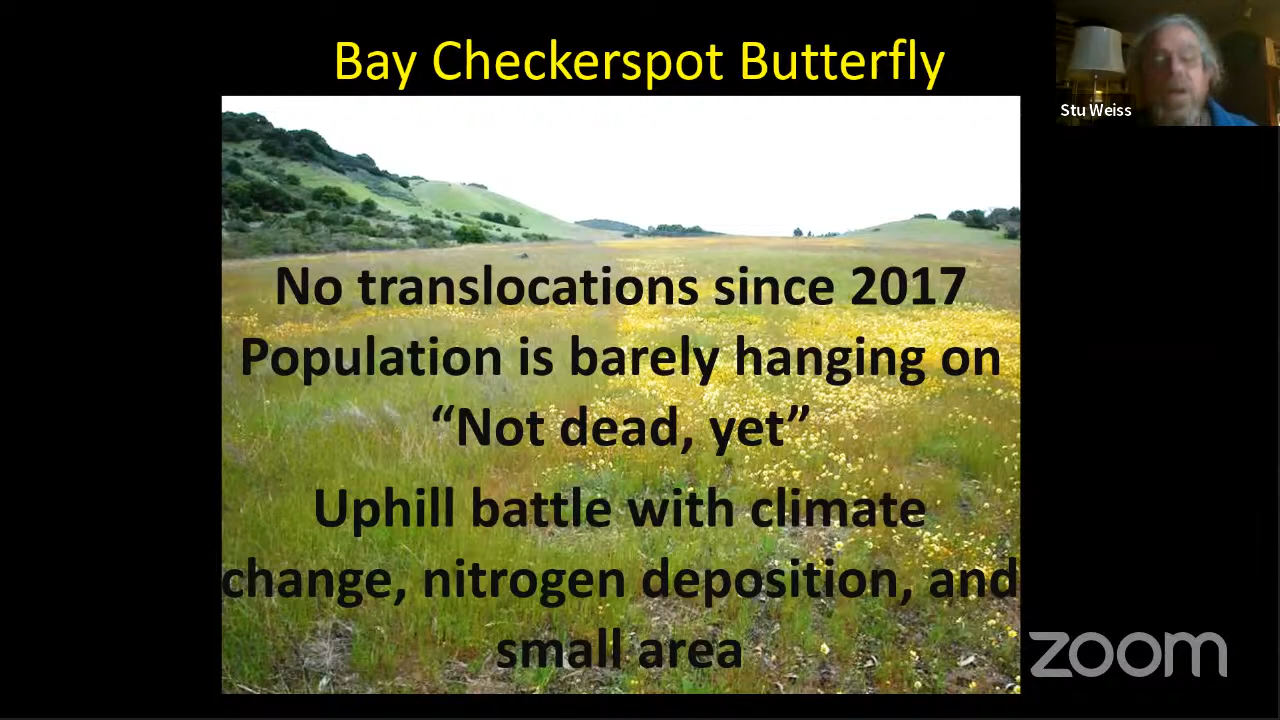 Bay Checkerspot Butterfly
Stu Weiss
No translocations since 2017
Population is barely hanging on
“Not dead, yet”
Uphill battle with climate
change, nitrogen deposition, and
small area
zoom